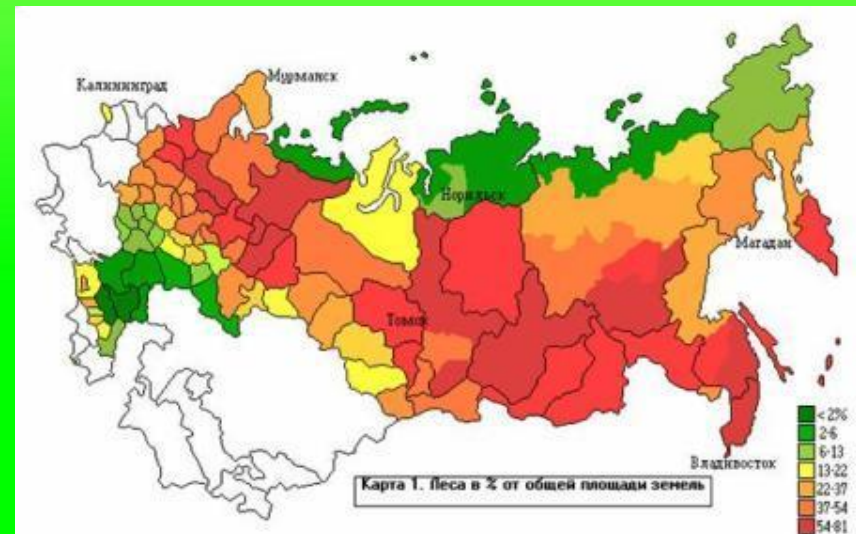 Мурманск
Калининград
Норильск
Магадан
Томск
Владивосток
Карта 1. Леса в % от общей площади земель
< 2%
2-6
6-13
13-22
22-37
37-54
54-81